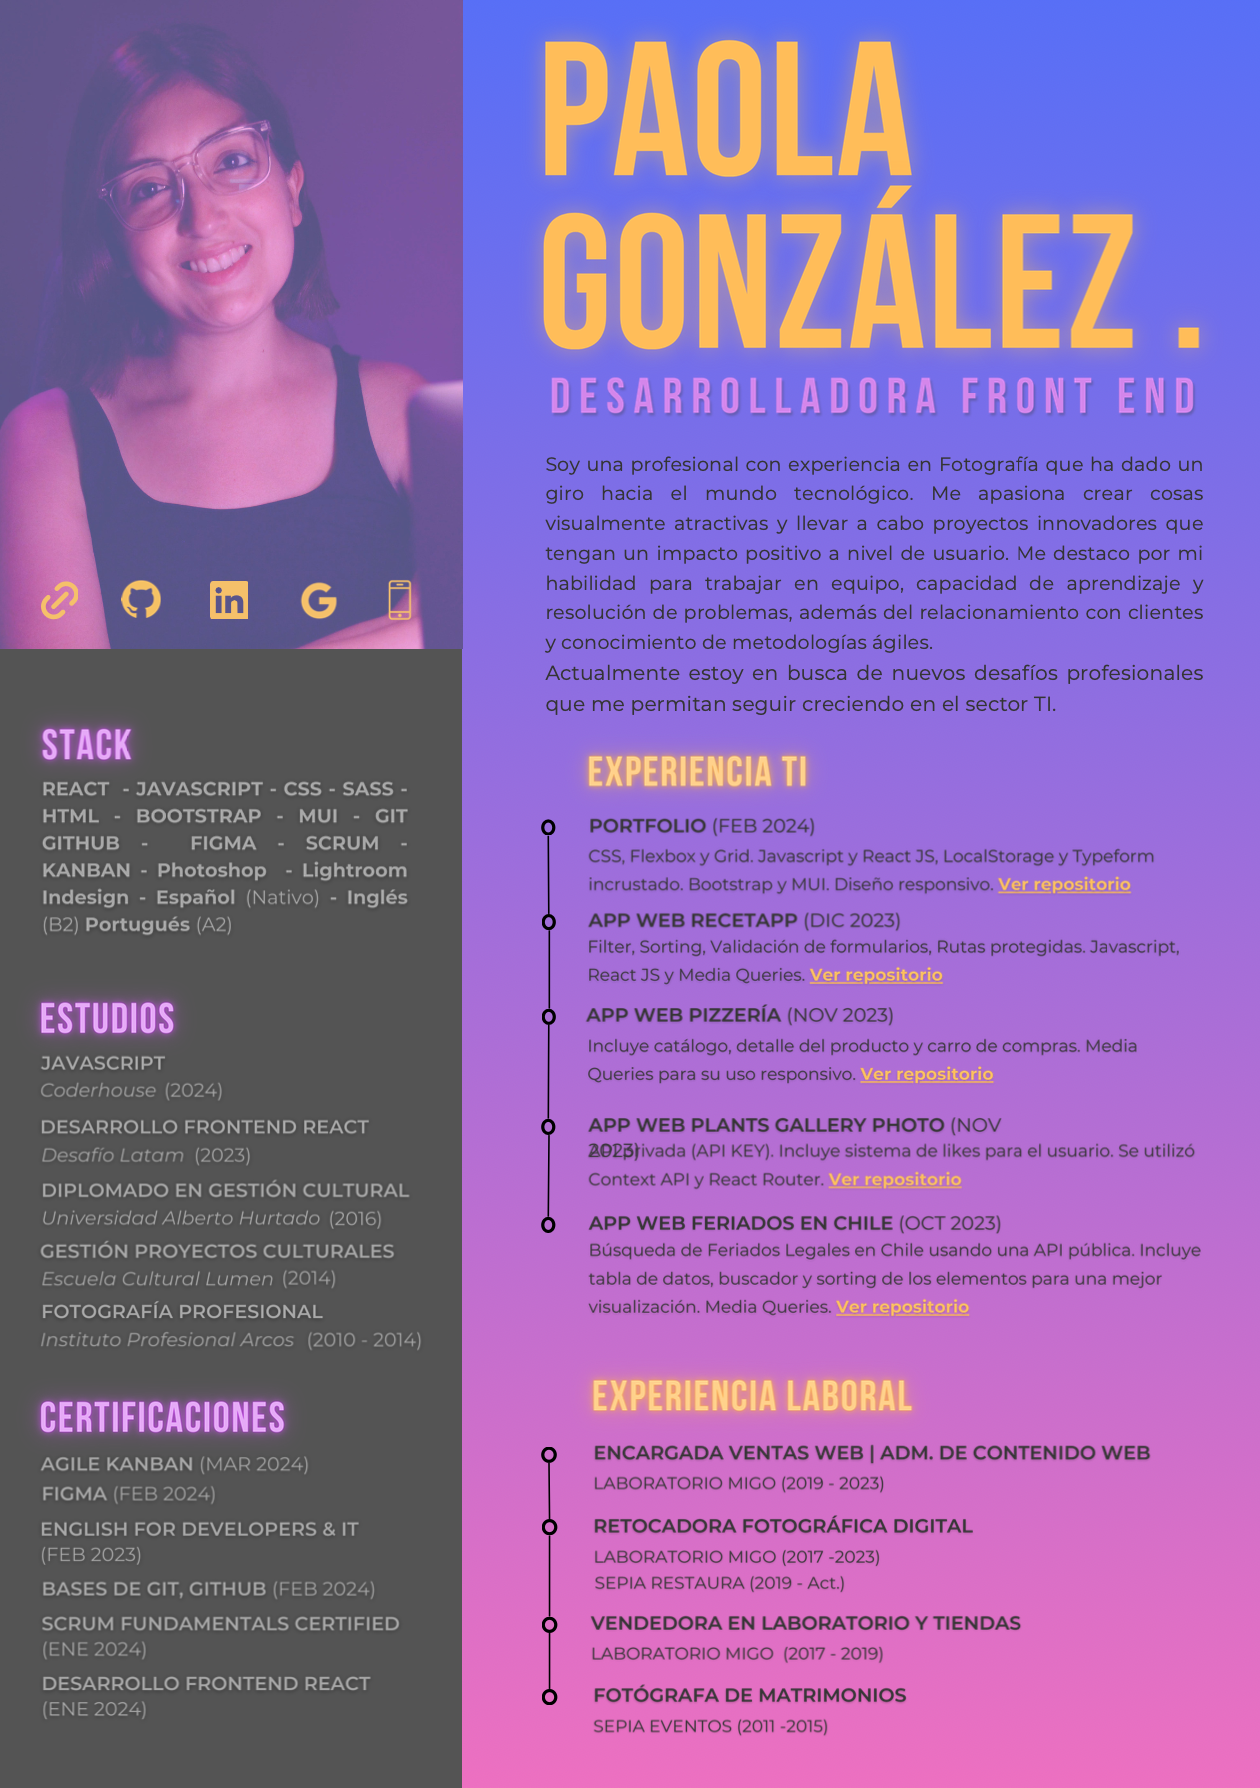 PAOLA
GONZÁLEZ .
DESARROLLADORA FRONT END
Soy una profesional con experiencia en Fotografía que ha dado un
giro hacia el mundo tecnológico. Me apasiona crear cosas
visualmente atractivas y llevar a cabo proyectos innovadores que
tengan un impacto positivo a nivel de usuario. Me destaco por mi
habilidad para trabajar en equipo, capacidad de aprendizaje y
resolución de problemas, además del relacionamiento con clientes
y conocimiento de metodologías ágiles.
Actualmente estoy en busca de nuevos desafíos profesionales
que me permitan seguir creciendo en el sector TI.
STACK
REACT - JAVASCRIPT - CSS - SASS -
HTML - BOOTSTRAP - MUI - GIT
GITHUB - FIGMA - SCRUM -
KANBAN - Photoshop - Lightroom
Indesign - Español (Nativo) - Inglés
(B2) Portugués (A2)
ESTUDIOS
JAVASCRIPT
Coderhouse (2024)
DESARROLLO FRONTEND REACT
Desafío Latam (2023)
DIPLOMADO EN GESTIÓN CULTURAL
Universidad Alberto Hurtado (2016)
GESTIÓN PROYECTOS CULTURALES
Escuela Cultural Lumen (2014)
FOTOGRAFÍA PROFESIONAL
Instituto Profesional Arcos (2010 - 2014)
CERTIFICACIONES
AGILE KANBAN (MAR 2024)
FIGMA (FEB 2024)
ENGLISH FOR DEVELOPERS & IT
(FEB 2023)
BASES DE GIT, GITHUB (FEB 2024)
SCRUM FUNDAMENTALS CERTIFIED
(ENE 2024)
DESARROLLO FRONTEND REACT
(ENE 2024)
EXPERIENCIA TI
PORTFOLIO (FEB 2024)
CSS, Flexbox y Grid. Javascript y React JS, LocalStorage y Typeform
incrustado. Bootstrap y MUI. Diseño responsivo. Ver repositorio
APP WEB RECETAPP (DIC 2023)
Filter, Sorting, Validación de formularios, Rutas protegidas. Javascript,
React JS y Media Queries. Ver repositorio
APP WEB PIZZERÍA (NOV 2023)
Incluye catálogo, detalle del producto y carro de compras. Media
Queries para su uso responsivo. Ver repositorio
APP WEB PLANTS GALLERY PHOTO (NOV
2023)
API privada (API KEY). Incluye sistema de likes para el usuario. Se utilizó
Context API y React Router. Ver repositorio
APP WEB FERIADOS EN CHILE (OCT 2023)
Búsqueda de Feriados Legales en Chile usando una API pública. Incluye
tabla de datos, buscador y sorting de los elementos para una mejor
visualización. Media Queries. Ver repositorio
EXPERIENCIA LABORAL
ENCARGADA VENTAS WEB | ADM. DE CONTENIDO WEB
LABORATORIO MIGO (2019 - 2023)
RETOCADORA FOTOGRÁFICA DIGITAL
LABORATORIO MIGO (2017 -2023)
SEPIA RESTAURA (2019 - Act.)
VENDEDORA EN LABORATORIO Y TIENDAS
LABORATORIO MIGO (2017 - 2019)
FOTÓGRAFA DE MATRIMONIOS
SEPIA EVENTOS (2011 -2015)